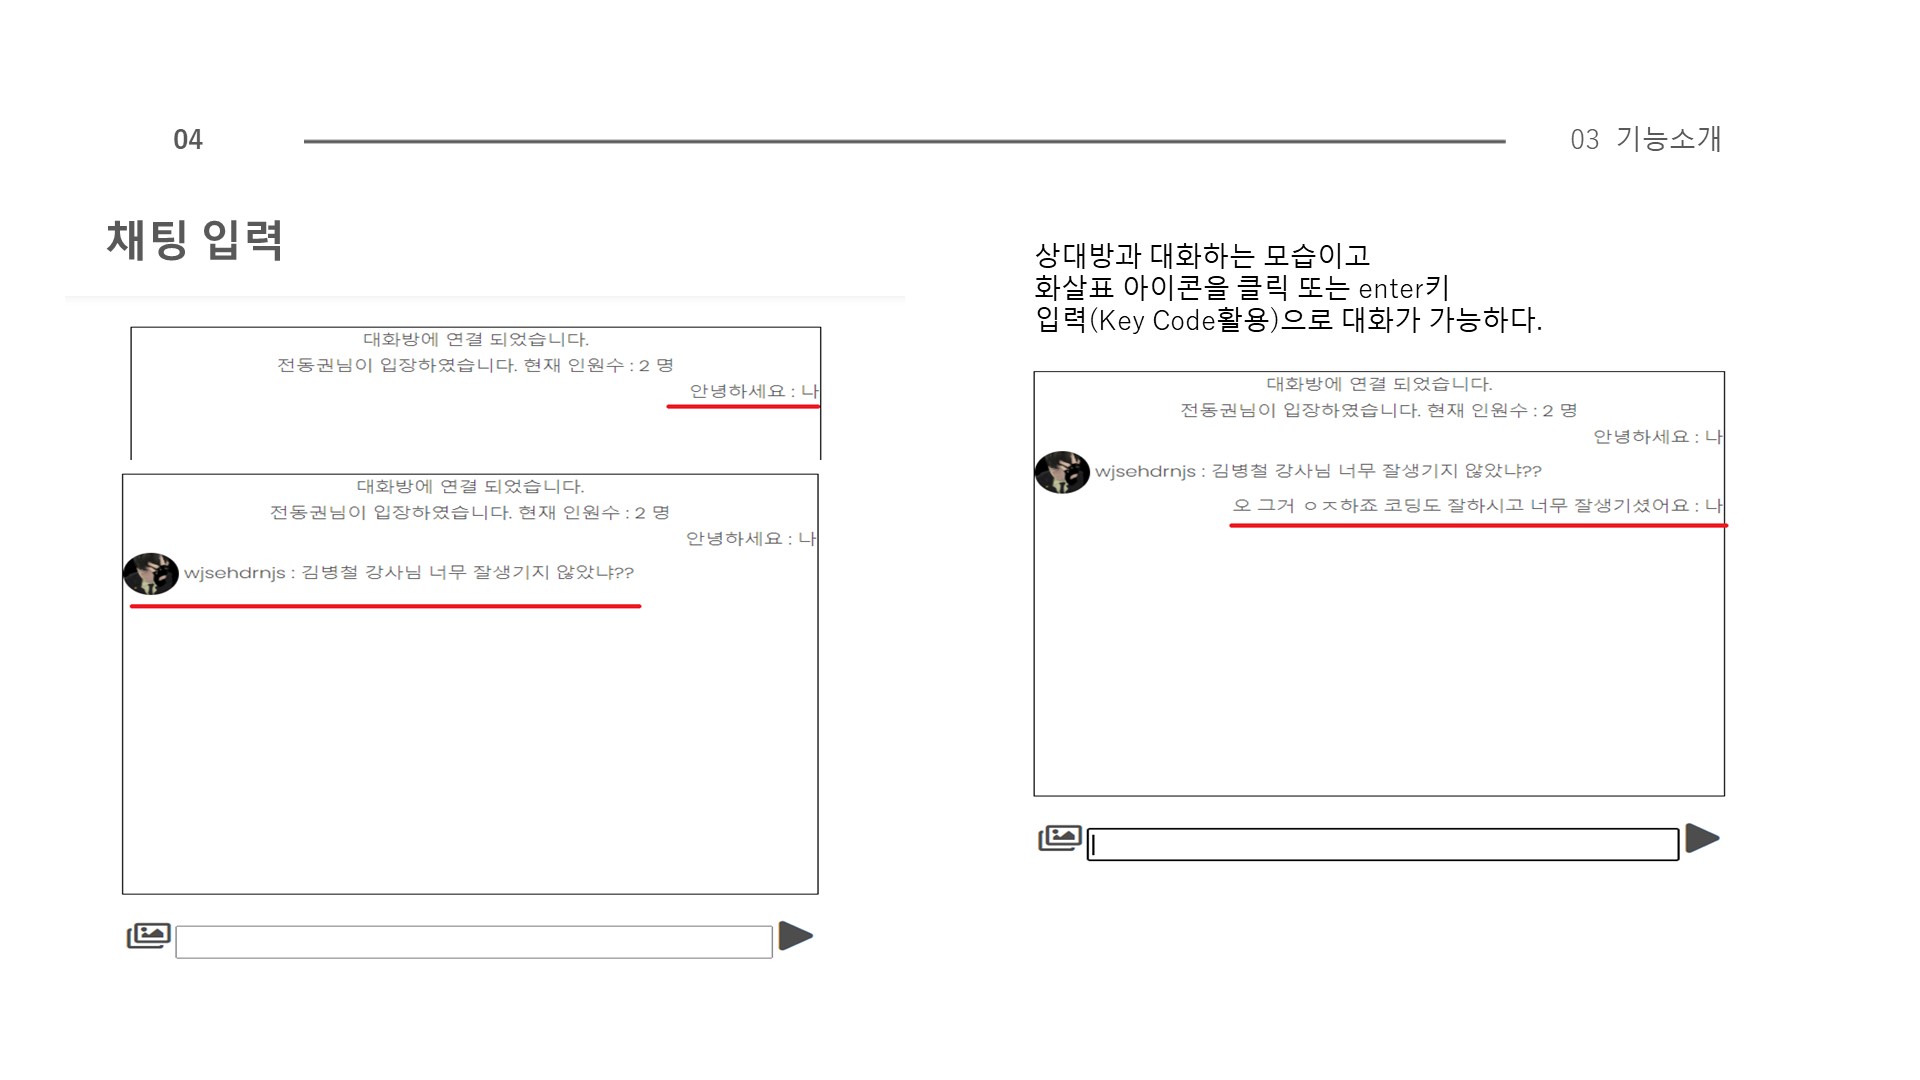 04
03 기능소개
채팅 입력
대화방에 연결 되었습니다.
전동권님이 입장하였습니다. 현재 인원수 : 2 명
안녕하세요 : 나
대화방에 연결 되었습니다.
전동권님이 입장하였습니다. 현재 인원수 : 2 명
안녕하세요 : 나
wjsehdrnjs : 김병철 강사님 너무 잘생기지 않았냐??
상대방과 대화하는 모습이고
화살표 아이콘을 클릭 또는 enter키
입력(Key Code활용)으로 대화가 가능하다.
대화방에 연결 되었습니다.
전동권님이 입장하였습니다. 현재 인원수 : 2 명
안녕하세요 : 나
wjsehdrnjs : 김병철 강사님 너무 잘생기지 않았냐??
오 그거 ㅇㅈ하죠 코딩도 잘하시고 너무 잘생기셨어요 : 나